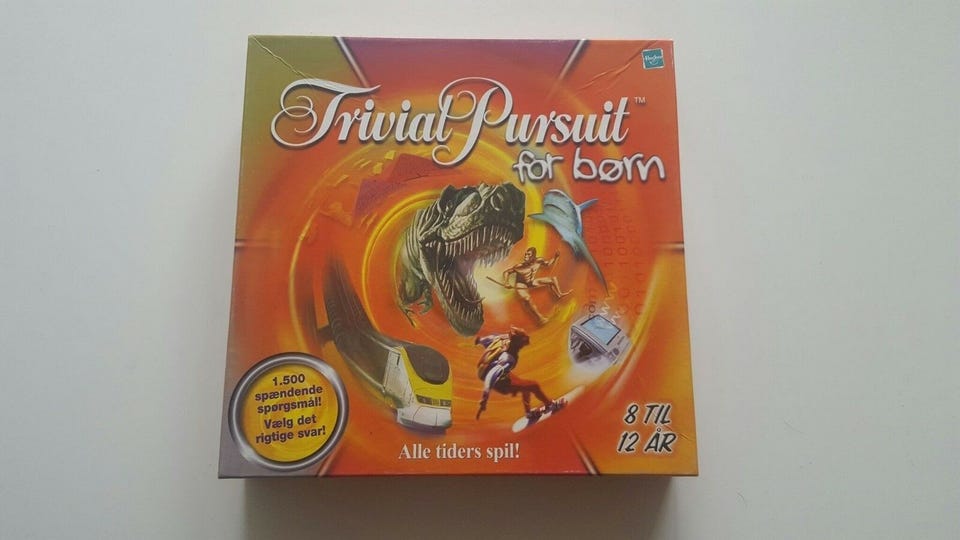 Hasbro
Trivial Pursuit™
for børn
1.500
spændende
spørgsmål!
Vælg det
rigtige svar!
Alle tiders spil!
8 TIL
12 ÅR